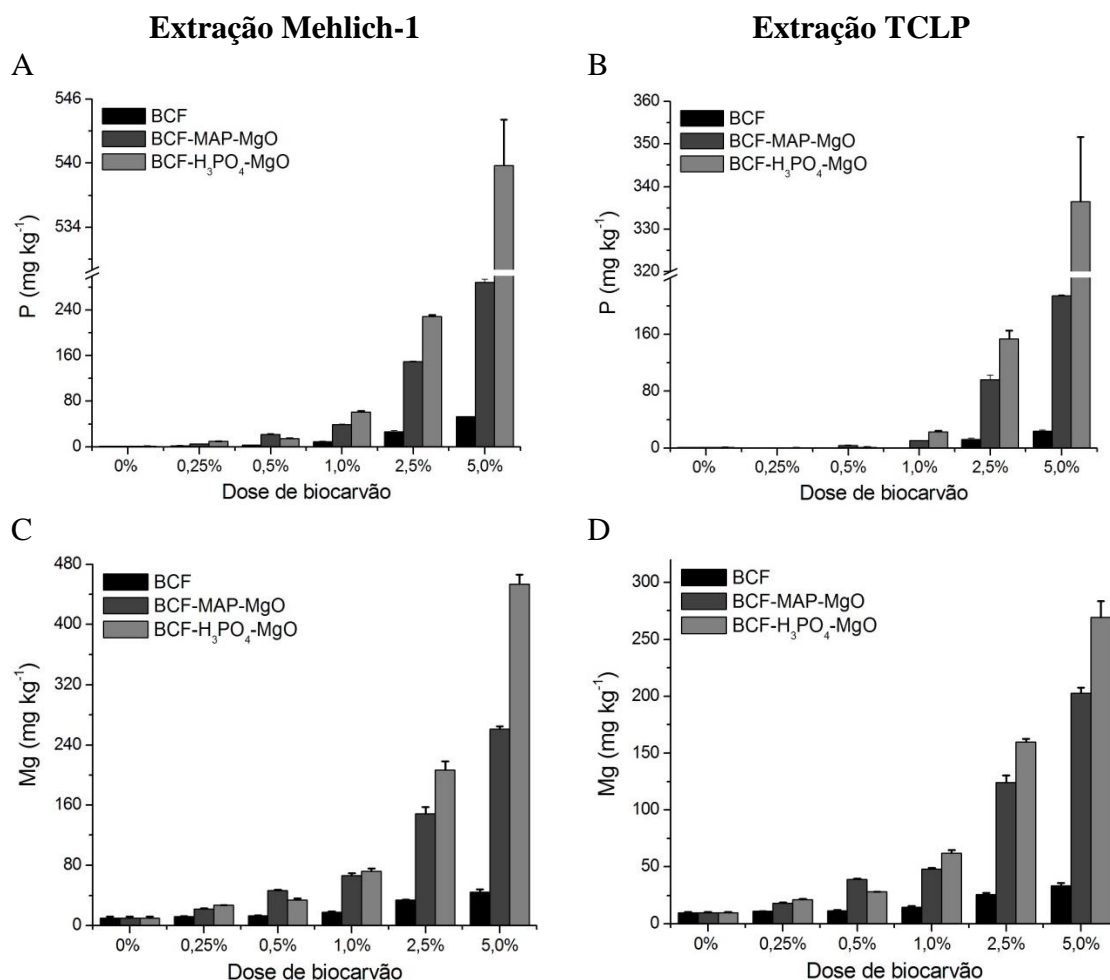 Extração Mehlich-1
Extração TCLP
A
546
540
534
240
160
80
0
P (mg kg⁻¹)
BCF
BCF-MAP-MgO
BCF-H₃PO₄-MgO
0% 0,25% 0,5% 1,0% 2,5% 5,0%
Dose de biocarvão
B
360
350
340
330
320
160
80
0
P (mg kg⁻¹)
BCF
BCF-MAP-MgO
BCF-H₃PO₄-MgO
0% 0,25% 0,5% 1,0% 2,5% 5,0%
Dose de biocarvão
C
480
400
320
240
160
80
0
Mg (mg kg⁻¹)
BCF
BCF-MAP-MgO
BCF-H₃PO₄-MgO
0% 0,25% 0,5% 1,0% 2,5% 5,0%
Dose de biocarvão
D
300
250
200
150
100
50
0
Mg (mg kg⁻¹)
BCF
BCF-MAP-MgO
BCF-H₃PO₄-MgO
0% 0,25% 0,5% 1,0% 2,5% 5,0%
Dose de biocarvão